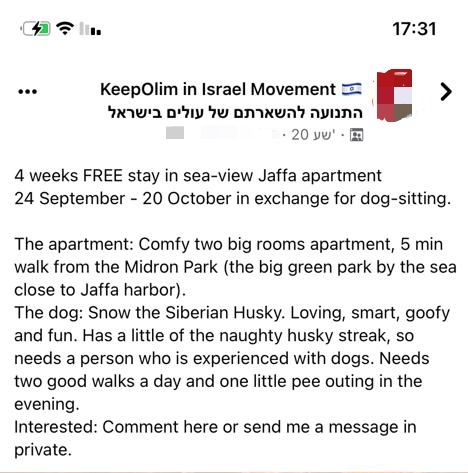 17:31
KeepOlim in Israel Movement 🇮🇱
התנועה להשארתם של עולים בישראל
20 שע' ·
4 weeks FREE stay in sea-view Jaffa apartment
24 September - 20 October in exchange for dog-sitting.
The apartment: Comfy two big rooms apartment, 5 min
walk from the Midron Park (the big green park by the sea
close to Jaffa harbor).
The dog: Snow the Siberian Husky. Loving, smart, goofy
and fun. Has a little of the naughty husky streak, so
needs a person who is experienced with dogs. Needs
two good walks a day and one little pee outing in the
evening.
Interested: Comment here or send me a message in
private.